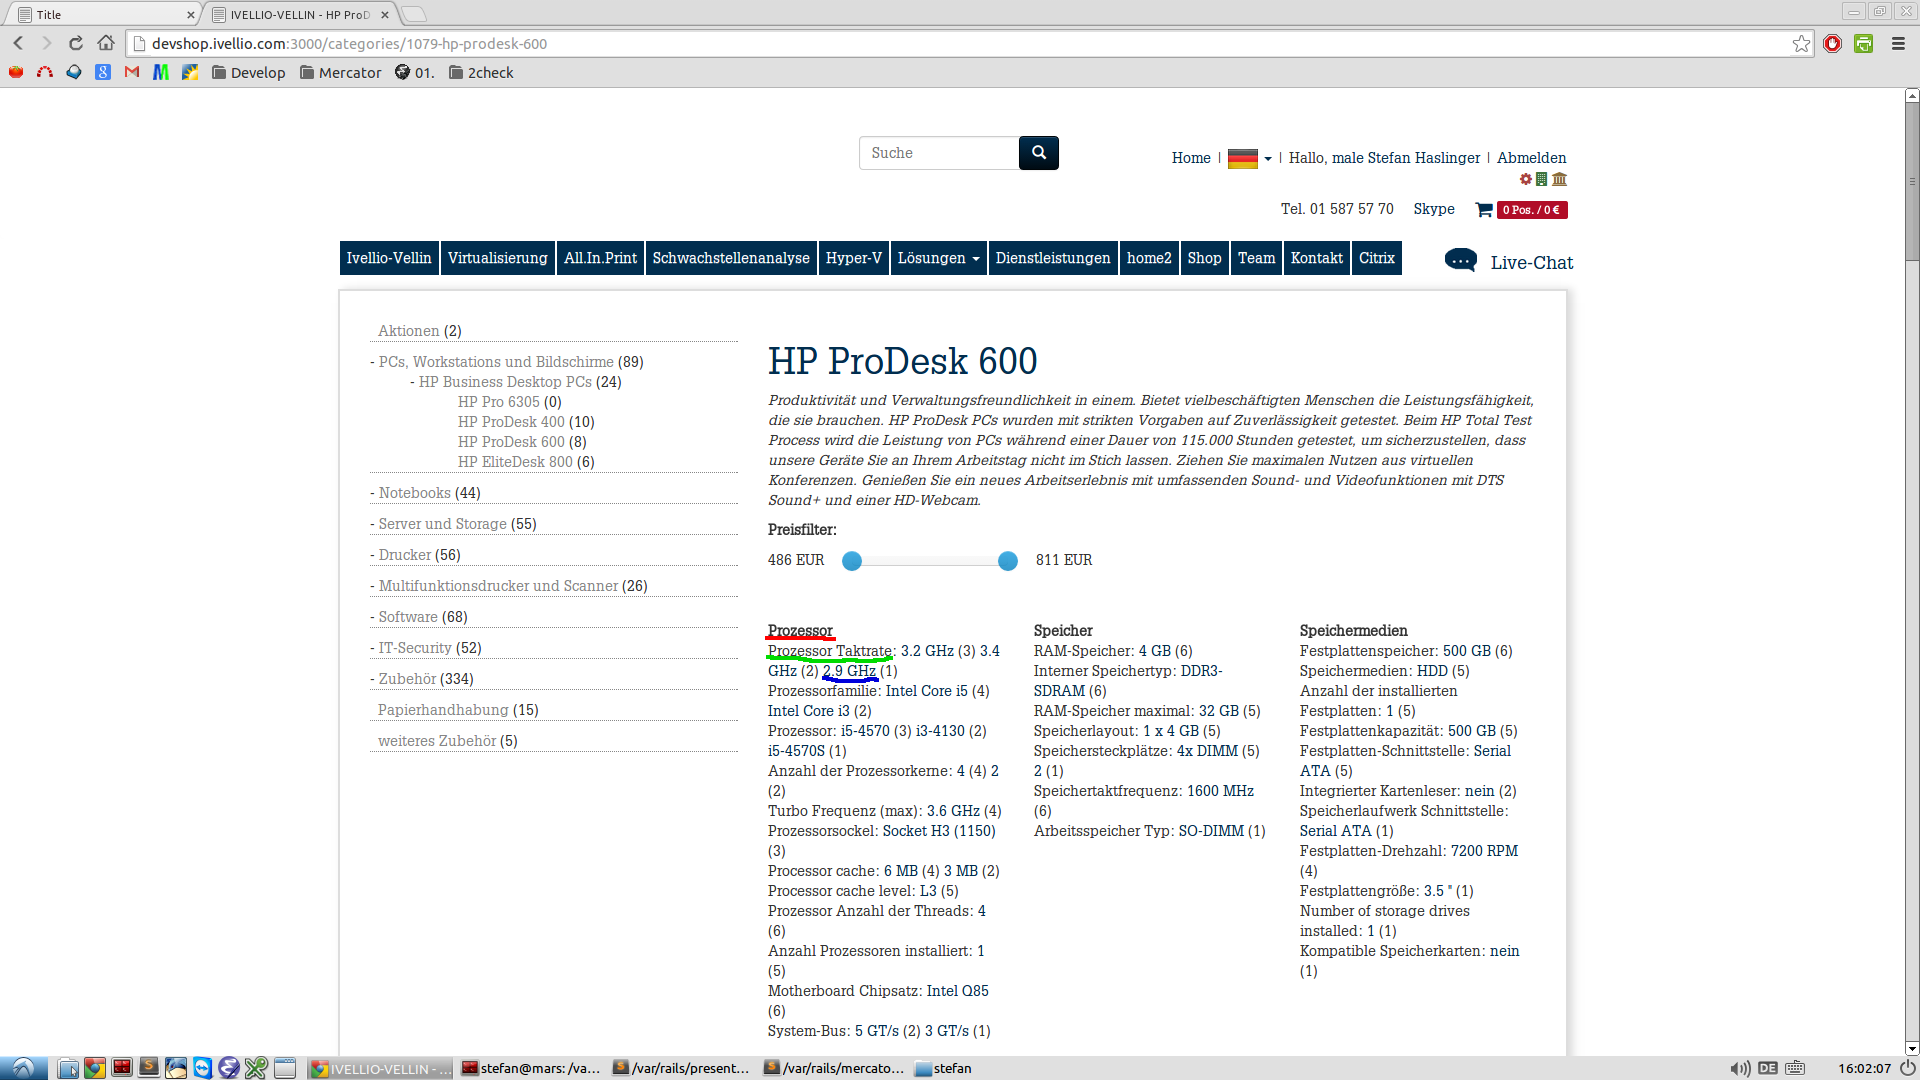 Title
IVELLIO-VELLIN - HP ProD
devshop.ivellio.com:3000/categories/1079-hp-prodesk-600
Develop
Mercator
01.
2check
Suche
Home | | Hallo, male Stefan Haslinger | Abmelden
Tel. 01 587 57 70 Skype 0 Pos. / 0 €
Ivellio-Vellin Virtualisierung All.In.Print Schwachstellenanalyse Hyper-V Lösungen Dienstleistungen home2 Shop Team Kontakt Citrix
Live-Chat
Aktionen (2)
- PCs, Workstations und Bildschirme (89)
- HP Business Desktop PCs (24)
HP Pro 6305 (0)
HP ProDesk 400 (10)
HP ProDesk 600 (8)
HP EliteDesk 800 (6)
- Notebooks (44)
- Server und Storage (55)
- Drucker (56)
- Multifunktionsdrucker und Scanner (26)
- Software (68)
- IT-Security (52)
- Zubehör (334)
Papierhandhabung (15)
weiteres Zubehör (5)
HP ProDesk 600
Produktivität und Verwaltungsfreundlichkeit in einem. Bietet vielbeschäftigten Menschen die Leistungsfähigkeit,
die sie brauchen. HP ProDesk PCs wurden mit strikten Vorgaben auf Zuverlässigkeit getestet. Beim HP Total Test
Process wird die Leistung von PCs während einer Dauer von 115.000 Stunden getestet, um sicherzustellen, dass
unsere Geräte Sie an Ihrem Arbeitstag nicht im Stich lassen. Ziehen Sie maximalen Nutzen aus virtuellen
Konferenzen. Genießen Sie ein neues Arbeitserlebnis mit umfassenden Sound- und Videofunktionen mit DTS
Sound+ und einer HD-Webcam.
Preisfilter:
486 EUR 811 EUR
Prozessor
Prozessor Taktrate: 3.2 GHz (3) 3.4
GHz (2) 2.9 GHz (1)
Prozessorfamilie: Intel Core i5 (4)
Intel Core i3 (2)
Prozessor: i5-4570 (3) i3-4130 (2)
i5-4570S (1)
Anzahl der Prozessorkerne: 4 (4) 2
(2)
Turbo Frequenz (max): 3.6 GHz (4)
Prozessorsockel: Socket H3 (1150)
(3)
Processor cache: 6 MB (4) 3 MB (2)
Processor cache level: L3 (5)
Prozessor Anzahl der Threads: 4
(6)
Anzahl Prozessoren installiert: 1
(5)
Motherboard Chipsatz: Intel Q85
(6)
System-Bus: 5 GT/s (2) 3 GT/s (1)
Speicher
RAM-Speicher: 4 GB (6)
Interner Speichertyp: DDR3-
SDRAM (6)
RAM-Speicher maximal: 32 GB (5)
Speicherlayout: 1 x 4 GB (5)
Speichersteckplätze: 4x DIMM (5)
2 (1)
Speichertaktfrequenz: 1600 MHz
(6)
Arbeitsspeicher Typ: SO-DIMM (1)
Speichermedien
Festplattenspeicher: 500 GB (6)
Speichermedien: HDD (5)
Anzahl der installierten
Festplatten: 1 (5)
Festplattenkapazität: 500 GB (5)
Festplatten-Schnittstelle: Serial
ATA (5)
Integrierter Kartenleser: nein (2)
Speicherlaufwerk Schnittstelle:
Serial ATA (1)
Festplatten-Drehzahl: 7200 RPM
(4)
Festplattengröße: 3.5 " (1)
Number of storage drives
installed: 1 (1)
Kompatible Speicherkarten: nein
(1)
IVELLIO-VELLIN - ...
stefan@mars: /va...
/var/rails/present...
/var/rails/mercato...
stefan
DE
16:02:07